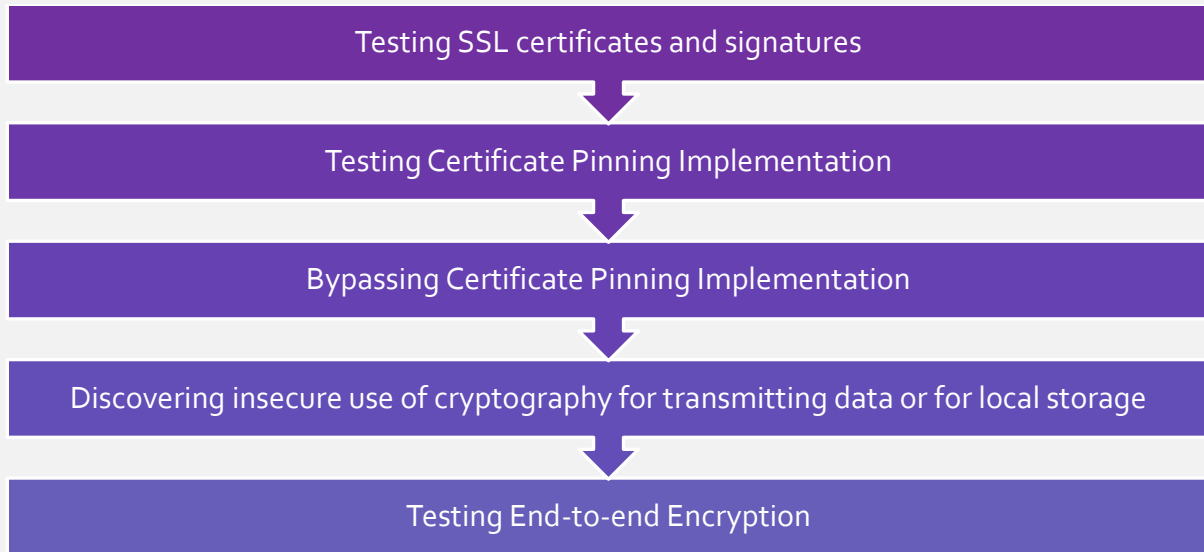 Testing SSL certificates and signatures
Testing Certificate Pinning Implementation
Bypassing Certificate Pinning Implementation
Discovering insecure use of cryptography for transmitting data or for local storage
Testing End-to-end Encryption